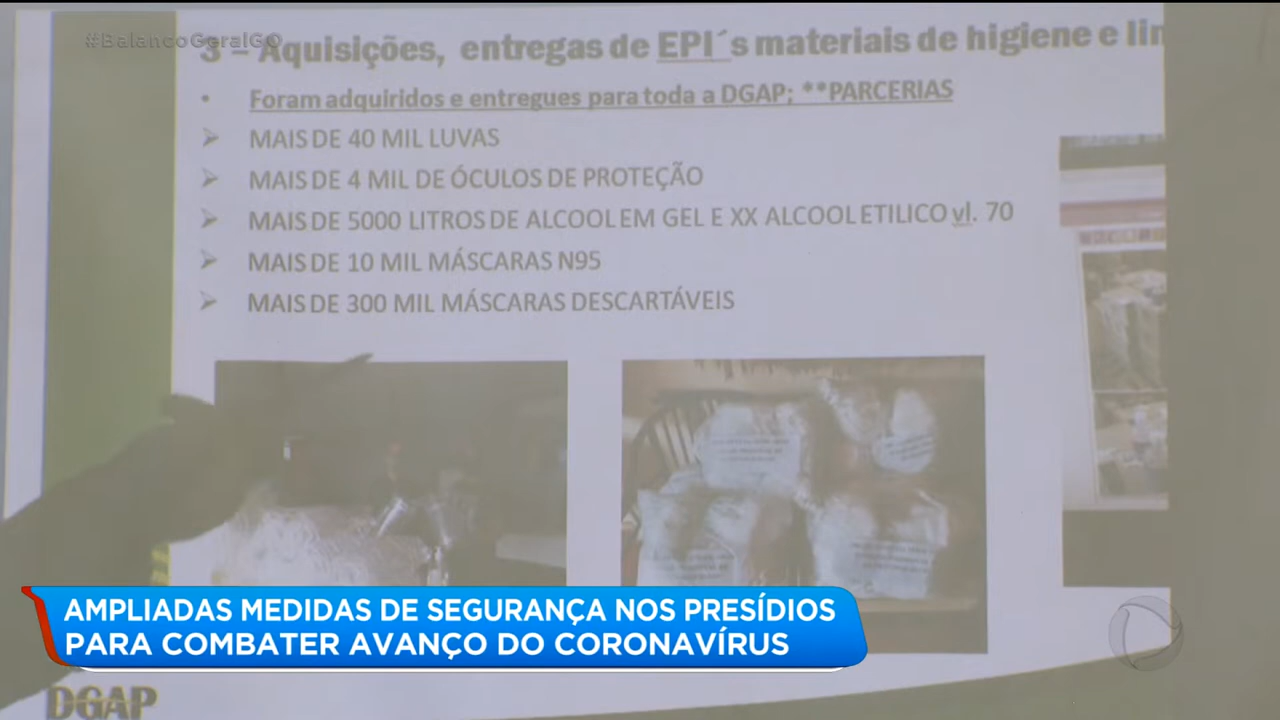 #BalancoGeralGO
3 – Aquisições, entregas de EPI´s materiais de higiene e lin
• Foram adquiridos e entregues para toda a DGAP; **PARCERIAS
➢ MAIS DE 40 MIL LUVAS
➢ MAIS DE 4 MIL DE ÓCULOS DE PROTEÇÃO
➢ MAIS DE 5000 LITROS DE ALCOOL EM GEL E XX ALCOOL ETILICO vl. 70
➢ MAIS DE 10 MIL MÁSCARAS N95
➢ MAIS DE 300 MIL MÁSCARAS DESCARTÁVEIS
AMPLIADAS MEDIDAS DE SEGURANÇA NOS PRESÍDIOS
PARA COMBATER AVANÇO DO CORONAVÍRUS
DGAP